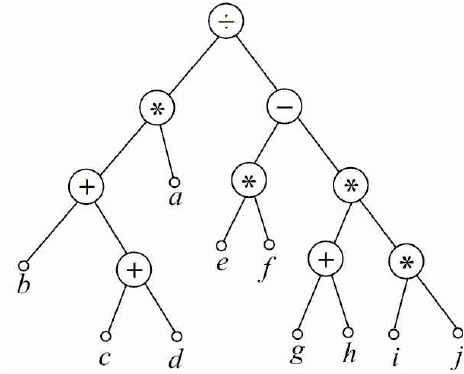 ÷
* −
+ a * *
b + e f + *
c d g h i j